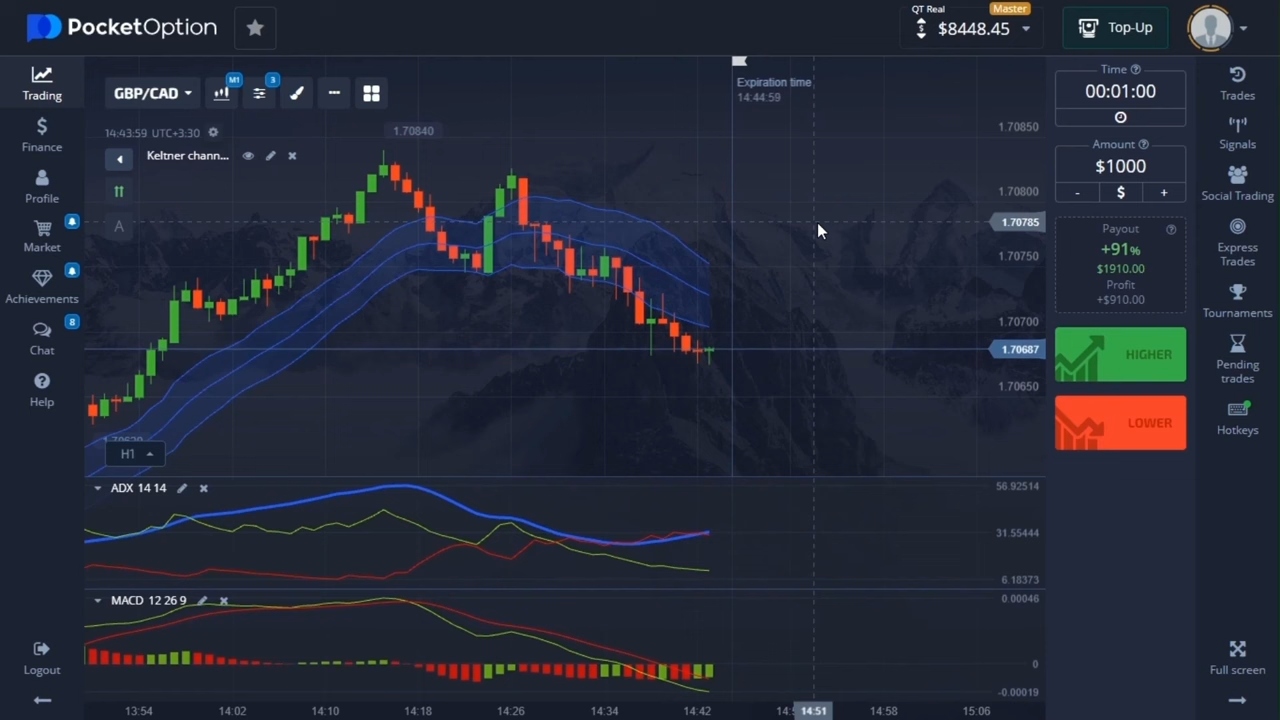 PocketOption
QT Real
Master
$8448.45
Top-Up
Trading
Finance
Profile
Market
Achievements
8
Chat
Help
Logout
GBP/CAD
M1
3
14:43:59 UTC+3:30
Keltner chann...
A
1.70840
Expiration time
14:44:59
1.70850
1.70800
1.70785
1.70750
1.70700
1.70687
1.70650
H1
ADX 14 14
56.92514
31.55444
6.18373
MACD 12 26 9
0.00046
0
-0.00019
13:54
14:02
14:10
14:18
14:26
14:34
14:42
14:51
14:58
15:06
Time
00:01:00
Amount
$1000
- $ +
Payout
+91%
$1910.00
Profit
+$910.00
HIGHER
LOWER
Trades
Signals
Social Trading
Express
Trades
Tournaments
Pending
trades
Hotkeys
Full screen